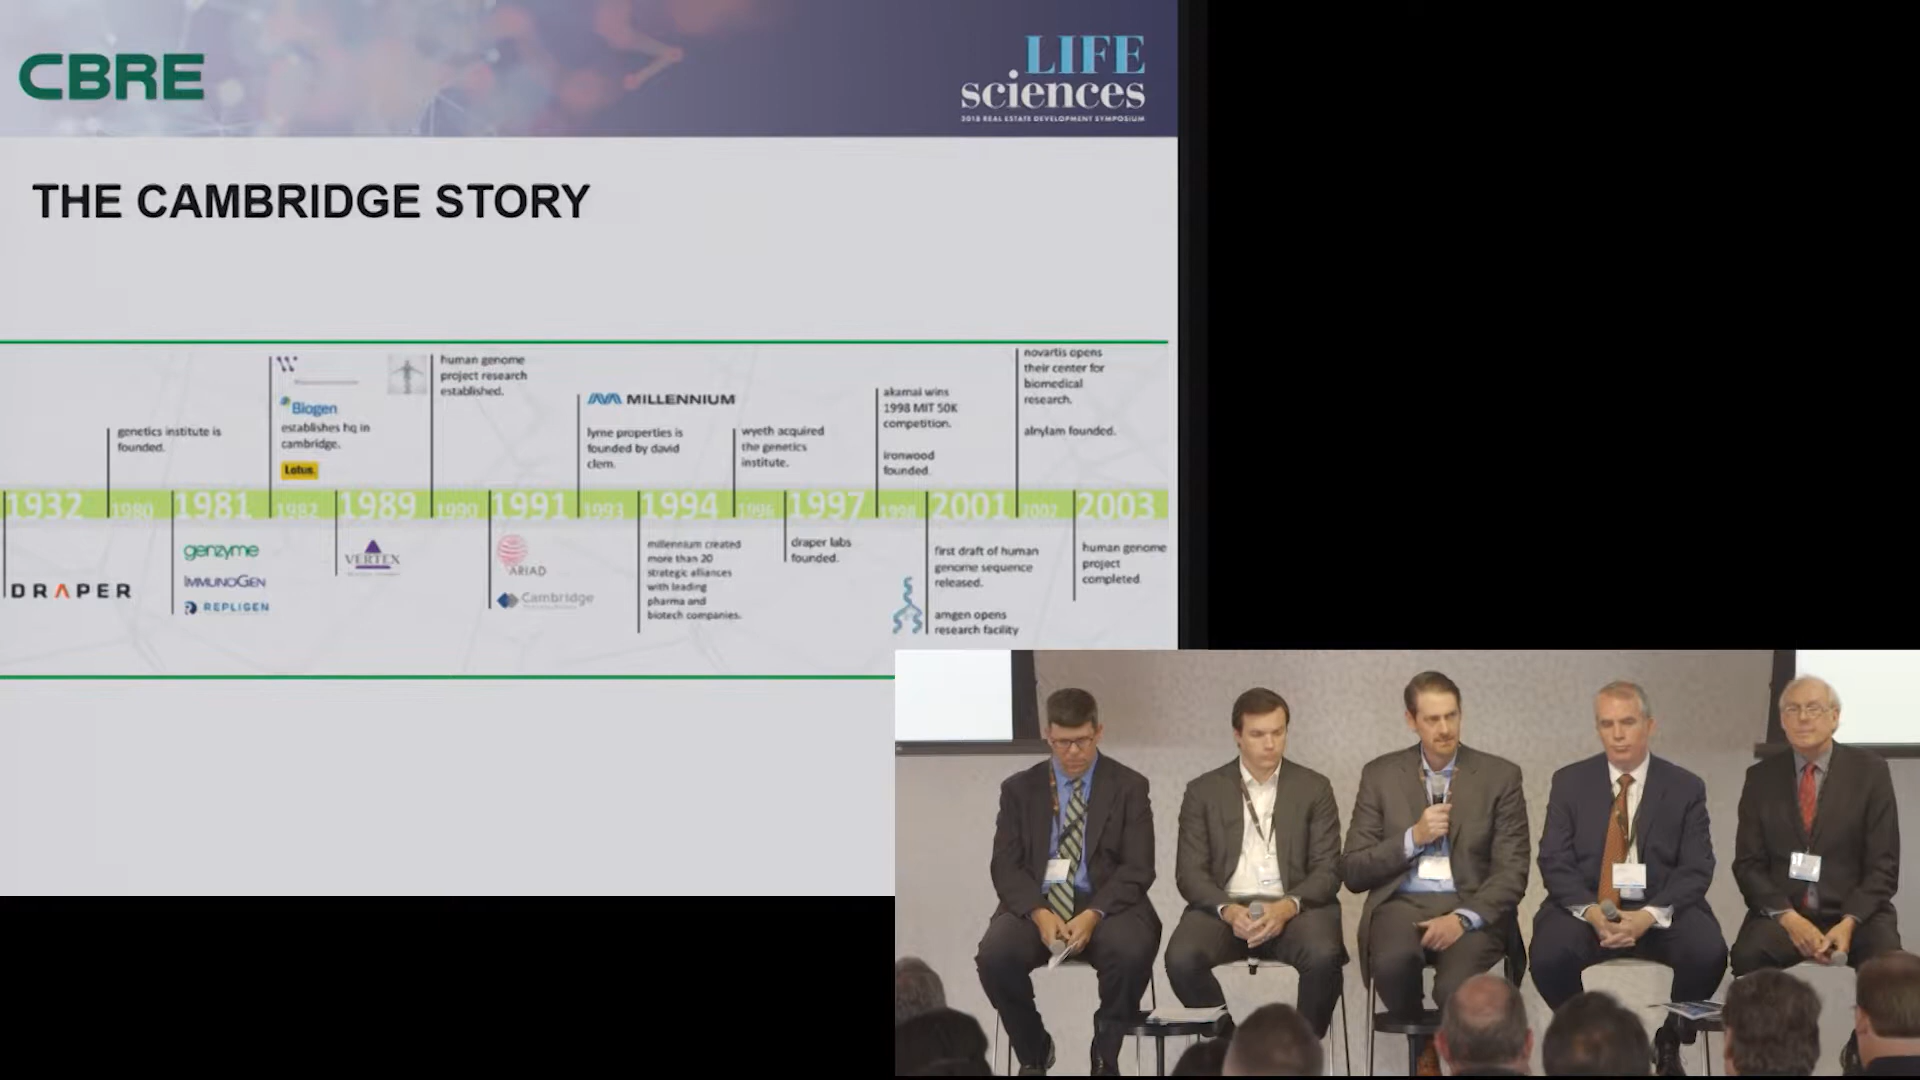 CBRE
LIFE
sciences
2018 REAL ESTATE DEVELOPMENT SYMPOSIUM
THE CAMBRIDGE STORY
genetics institute is
founded.
Biogen
establishes hq in
cambridge.
Lotus.
human genome
project research
established.
MILLENNIUM
lyme properties is
founded by david
clem.
wyeth acquired
the genetics
institute.
akamai wins
1998 MIT 50K
competition.
ironwood
founded.
novartis opens
their center for
biomedical
research.
alnylam founded.
1932 1980 1981 1982 1989 1990 1991 1993 1994 1996 1997 1998 2001 2002 2003
DRAPER
genzyme
IMMUNOGEN
REPLIGEN
VERTEX
ARIAD
Cambridge
millennium created
more than 20
strategic alliances
with leading
pharma and
biotech companies.
draper labs
founded.
first draft of human
genome sequence
released.
amgen opens
research facility
human genome
project
completed.